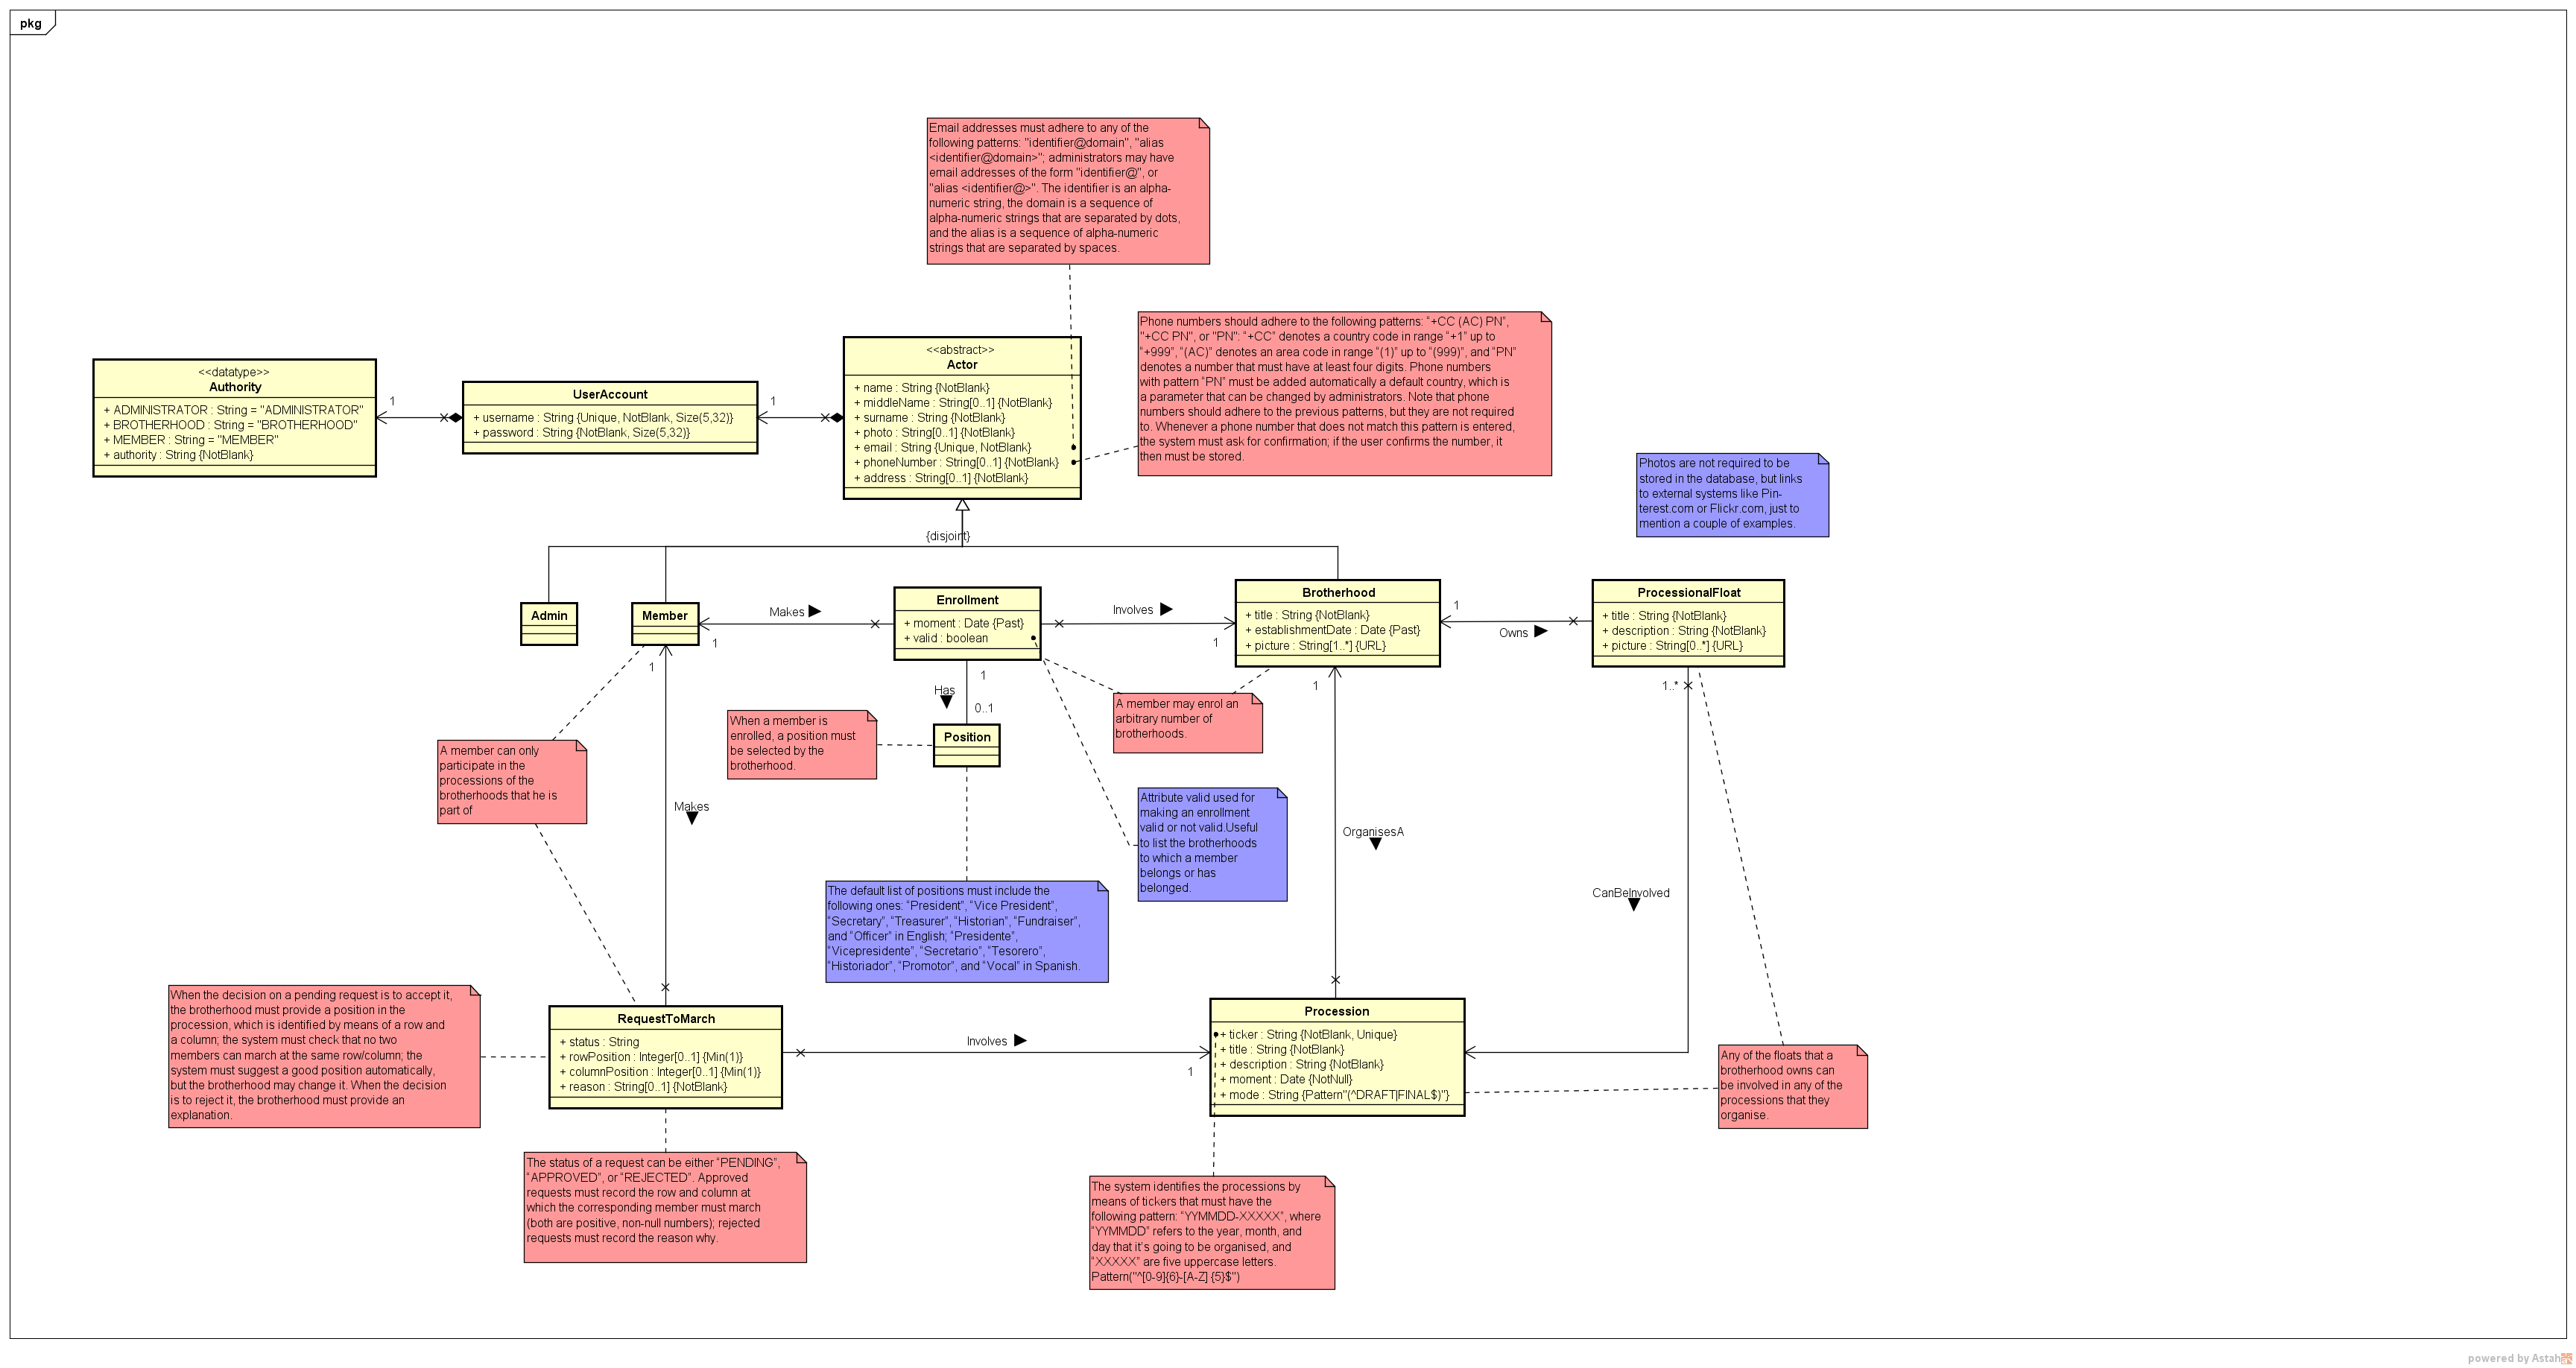 pkg
Email addresses must adhere to any of the
following patterns: "identifier@domain", "alias
<identifier@domain>"; administrators may have
email addresses of the form "identifier@", or
"alias <identifier@>". The identifier is an alpha-
numeric string, the domain is a sequence of
alpha-numeric strings that are separated by dots,
and the alias is a sequence of alpha-numeric
strings that are separated by spaces.
Phone numbers should adhere to the following patterns: “+CC (AC) PN”,
"+CC PN", or "PN": “+CC” denotes a country code in range “+1” up to
“+999”, “(AC)” denotes an area code in range “(1)” up to “(999)”, and “PN”
denotes a number that must have at least four digits. Phone numbers
with pattern “PN” must be added automatically a default country, which is
a parameter that can be changed by administrators. Note that phone
numbers should adhere to the previous patterns, but they are not required
to. Whenever a phone number that does not match this pattern is entered,
the system must ask for confirmation; if the user confirms the number, it
then must be stored.
<<datatype>>
Authority
+ ADMINISTRATOR : String = "ADMINISTRATOR"
+ BROTHERHOOD : String = "BROTHERHOOD"
+ MEMBER : String = "MEMBER"
+ authority : String {NotBlank}
1
UserAccount
+ username : String {Unique, NotBlank, Size(5,32)}
+ password : String {NotBlank, Size(5,32)}
1
<<abstract>>
Actor
+ name : String {NotBlank}
+ middleName : String[0..1] {NotBlank}
+ surname : String {NotBlank}
+ photo : String[0..1] {NotBlank}
+ email : String {Unique, NotBlank}
+ phoneNumber : String[0..1] {NotBlank}
+ address : String[0..1] {NotBlank}
Photos are not required to be
stored in the database, but links
to external systems like Pin-
terest.com or Flickr.com, just to
mention a couple of examples.
{disjoint}
Admin
Member
Makes
1
1
Enrollment
+ moment : Date {Past}
+ valid : boolean
Involves
1
Brotherhood
+ title : String {NotBlank}
+ establishmentDate : Date {Past}
+ picture : String[1..*] {URL}
1
Owns
ProcessionalFloat
+ title : String {NotBlank}
+ description : String {NotBlank}
+ picture : String[0..*] {URL}
1
Has
0..1
Position
1
1..*
When a member is
enrolled, a position must
be selected by the
brotherhood.
A member may enrol an
arbitrary number of
brotherhoods.
A member can only
participate in the
processions of the
brotherhoods that he is
part of
Makes
Attribute valid used for
making an enrollment
valid or not valid.Useful
to list the brotherhoods
to which a member
belongs or has
belonged.
OrganisesA
CanBeInvolved
The default list of positions must include the
following ones: “President”, “Vice President”,
“Secretary”, “Treasurer”, “Historian”, “Fundraiser”,
and “Officer” in English; “Presidente”,
“Vicepresidente”, “Secretario”, “Tesorero”,
“Historiador”, “Promotor”, and “Vocal” in Spanish.
When the decision on a pending request is to accept it,
the brotherhood must provide a position in the
procession, which is identified by means of a row and
a column; the system must check that no two
members can march at the same row/column; the
system must suggest a good position automatically,
but the brotherhood may change it. When the decision
is to reject it, the brotherhood must provide an
explanation.
RequestToMarch
+ status : String
+ rowPosition : Integer[0..1] {Min(1)}
+ columnPosition : Integer[0..1] {Min(1)}
+ reason : String[0..1] {NotBlank}
Involves
1
Procession
+ ticker : String {NotBlank, Unique}
+ title : String {NotBlank}
+ description : String {NotBlank}
+ moment : Date {NotNull}
+ mode : String {Pattern"(^DRAFT|FINAL$)"}
Any of the floats that a
brotherhood owns can
be involved in any of the
processions that they
organise.
The status of a request can be either “PENDING”,
“APPROVED”, or “REJECTED”. Approved
requests must record the row and column at
which the corresponding member must march
(both are positive, non-null numbers); rejected
requests must record the reason why.
The system identifies the processions by
means of tickers that must have the
following pattern: “YYMMDD-XXXXX”, where
“YYMMDD” refers to the year, month, and
day that it's going to be organised, and
“XXXXX” are five uppercase letters.
Pattern("^[0-9]{6}-[A-Z] {5}$")
powered by Astah